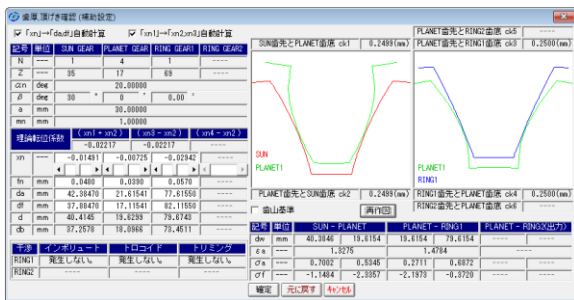 歯厚,頂げき確認 (補助設定)
「xn」→「da,df」自動計算 「xn1」→「xn2,xn3」自動計算
記号 単位 SUN GEAR PLANET GEAR RING GEAR1 RING GEAR2
N --- 1 4 1 ----
Z --- 35 17 69 ----
αn deg 20.00000
β deg 30 ° 0 ' 0.00 "
a mm 30.00000
mn mm 1.00000
理論転位係数 (xn1 - xn2) (xn3 - xn2) (xn4 - xn2)
-0.02217 -0.02217 ----
xn --- -0.01491 -0.00725 -0.02942 ----
fn mm 0.0480 0.0390 0.0570 ----
da mm 42.38470 21.61541 77.61550 ----
df mm 37.88470 17.11541 82.11550 ----
d mm 40.4145 19.6299 79.6743 ----
db mm 37.2578 18.0966 73.4511 ----
干渉 インボリュート トロコイド トリミング
RING1 発生しない。 発生しない。 発生しない。
RING2 ---- ---- ----
SUN歯先とPLANET歯底 ck1 0.2499(mm)
PLANET歯先とRING2歯底 ck5 ----
PLANET歯先とRING1歯底 ck3 0.2500(mm)
SUN
PLANET1
PLANET1
RING1
PLANET歯先とSUN歯底 ck2 0.2499(mm)
RING1歯先とPLANET歯底 ck4 0.2500(mm)
RING2歯先とPLANET歯底 ck6 ----
歯山基準 再作図
記号 単位 SUN - PLANET PLANET - RING1 PLANET - RING2(出力)
dw mm 40.3846 19.6154 19.6154 79.6154 ----
εa --- 1.3275 1.4784 ----
σa --- 0.7002 0.5345 0.2711 0.6872 ----
σf --- -1.1484 -2.3357 -2.1973 -0.3720 ----
確定 元に戻す キャンセル